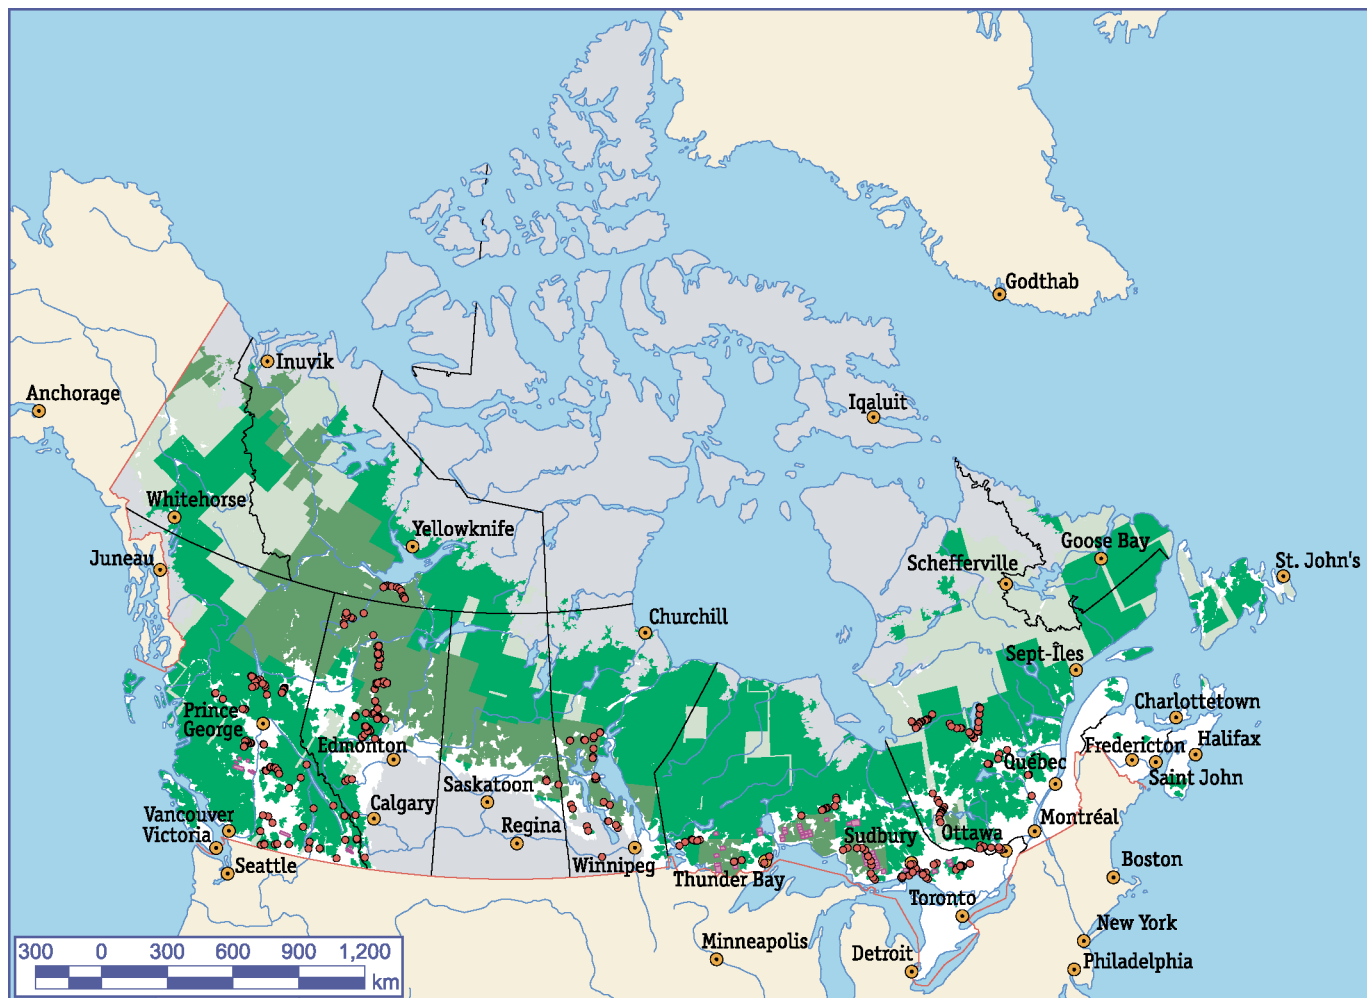 Godthab
Inuvik
Anchorage
Iqaluit
Whitehorse
Yellowknife
Juneau
Goose Bay
Schefferville
St. John's
Churchill
Sept-Îles
Prince
George
Charlottetown
Edmonton
Fredericton
Halifax
Québec
Saint John
Saskatoon
Calgary
Vancouver
Victoria
Regina
Sudbury
Ottawa
Montréal
Seattle
Winnipeg
Thunder Bay
Boston
Toronto
New York
Minneapolis
Detroit
Philadelphia
300 0 300 600 900 1,200
km